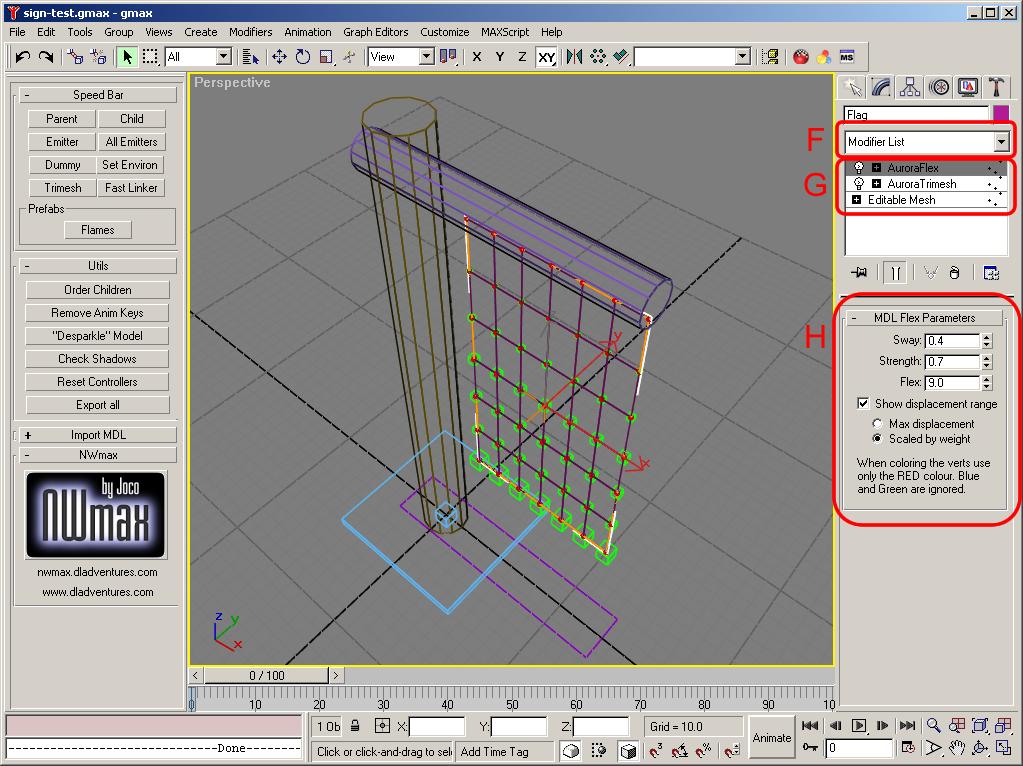 sign-test.gmax - gmax
File Edit Tools Group Views Create Modifiers Animation Graph Editors Customize MAXScript Help
All View X Y Z XY MS
Perspective
Speed Bar
Parent Child
Emitter All Emitters
Dummy Set Environ
Trimesh Fast Linker
Prefabs
Flames
Utils
Order Children
Remove Anim Keys
"Desparkle" Model
Check Shadows
Reset Controllers
Export all
+ Import MDL
- NWmax
by Joco
NWmax
nwmax.dladventures.com
www.dladventures.com
y
x
z
y
x
Flag
F
Modifier List
G
AuroraFlex
AuroraTrimesh
Editable Mesh
H
MDL Flex Parameters
Sway: 0.4
Strength: 0.7
Flex: 9.0
Show displacement range
Max displacement
Scaled by weight
When coloring the verts use
only the RED colour. Blue
and Green are ignored.
< 0 / 100 >
0 10 20 30 40 50 60 70 80 90 10
1 Ob X: Y: Z: Grid = 10.0
Animate
Done
Click or click-and-drag to sel Add Time Tag
0